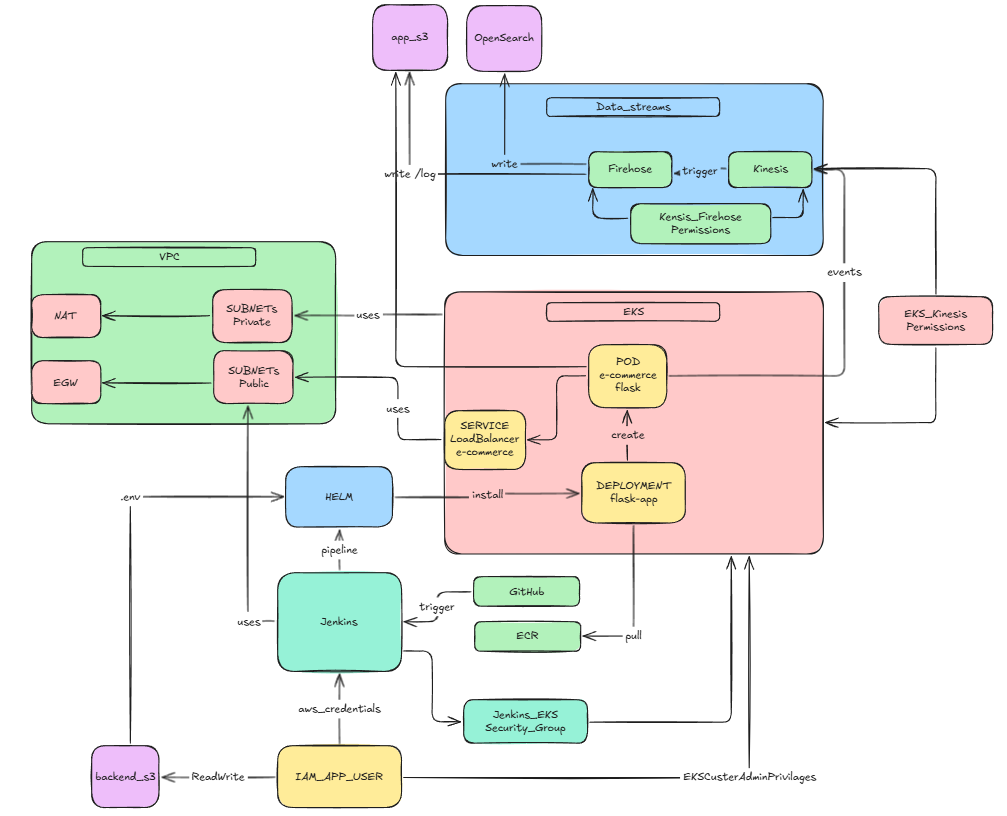 app_s3
OpenSearch
Data_streams
write
write /log
Firehose
trigger
Kinesis
Kensis_Firehose
Permissions
events
EKS_Kinesis
Permissions
VPC
NAT
SUBNETs
Private
EGW
SUBNETs
Public
uses
uses
EKS
POD
e-commerce
flask
SERVICE
LoadBalancer
e-commerce
create
DEPLOYMENT
flask-app
.env
HELM
install
pipeline
Jenkins
uses
trigger
GitHub
ECR
pull
aws_credentials
Jenkins_EKS
Security_Group
backend_s3
ReadWrite
IAM_APP_USER
EKSCusterAdminPrivilages